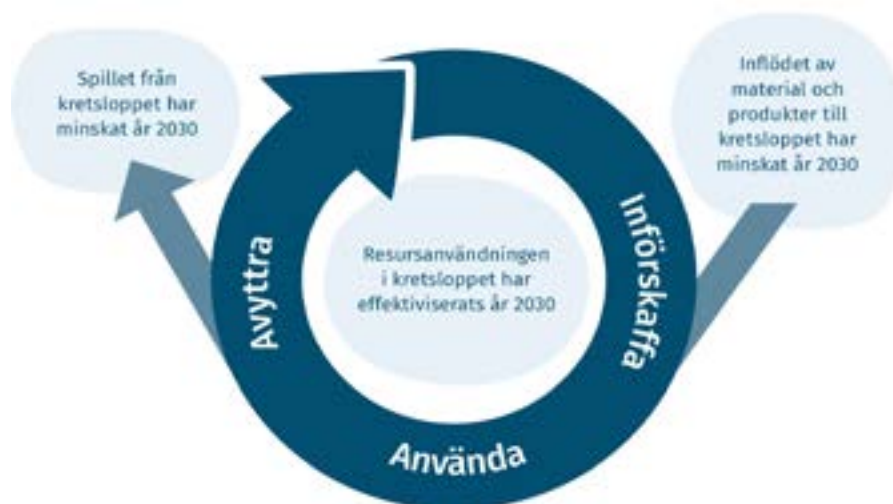 Spillet från
kretsloppet har
minskat år 2030
Inflödet av
material och
produkter till
kretsloppet har
minskat år 2030
Resursanvändningen
i kretsloppet har
effektiviserats år 2030
Införskaffa
Använda
Avyttra